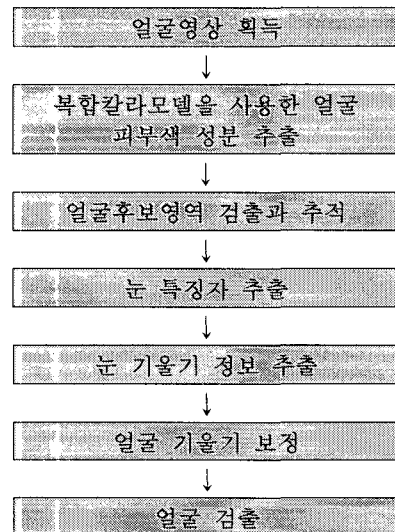 얼굴영상 획득
복합칼라모델을 사용한 얼굴
피부색 성분 추출
얼굴후보영역 검출과 추적
눈 특징자 추출
눈 기울기 정보 추출
얼굴 기울기 보정
얼굴 검출